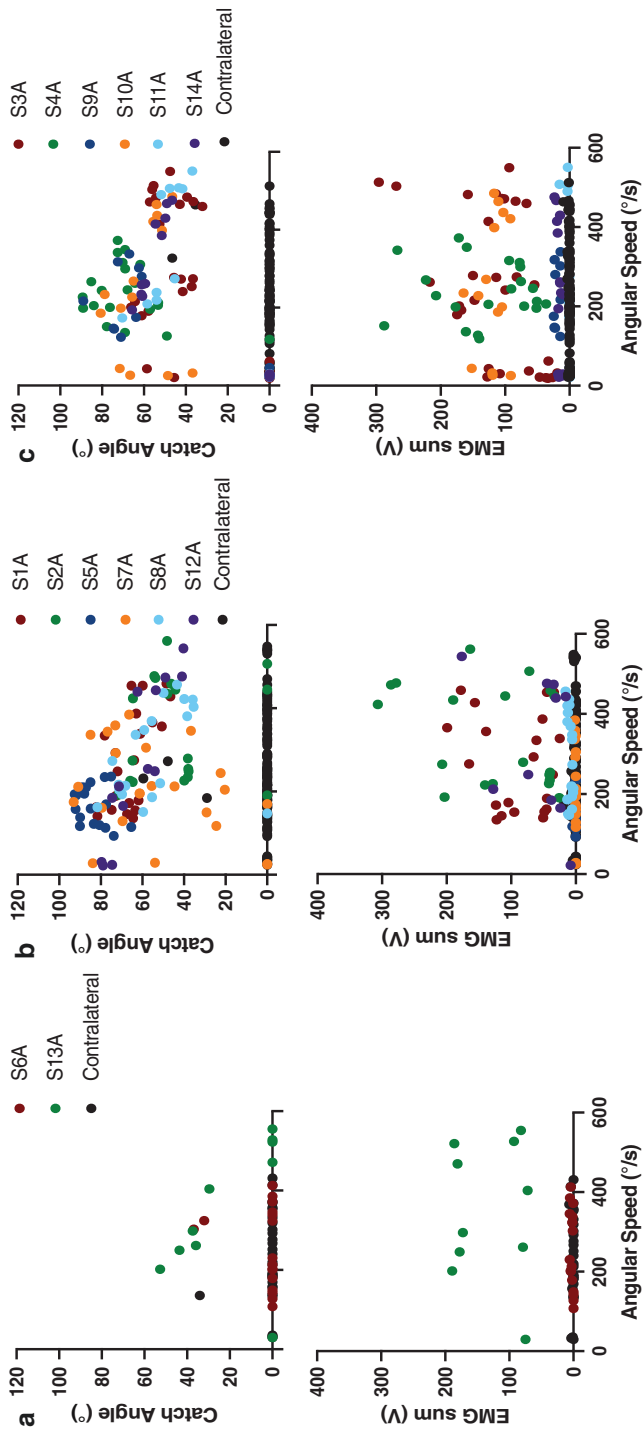 a
S6A
S13A
Contralateral
Catch Angle (°)
120
100
80
60
40
20
0
EMG sum (V)
400
300
200
100
0
0
200
400
600
Angular Speed (°/s)
b
S1A
S2A
S5A
S7A
S8A
S12A
Contralateral
Catch Angle (°)
120
100
80
60
40
20
0
EMG sum (V)
400
300
200
100
0
0
200
400
600
Angular Speed (°/s)
c
S3A
S4A
S9A
S10A
S11A
S14A
Contralateral
Catch Angle (°)
120
100
80
60
40
20
0
EMG sum (V)
400
300
200
100
0
0
200
400
600
Angular Speed (°/s)